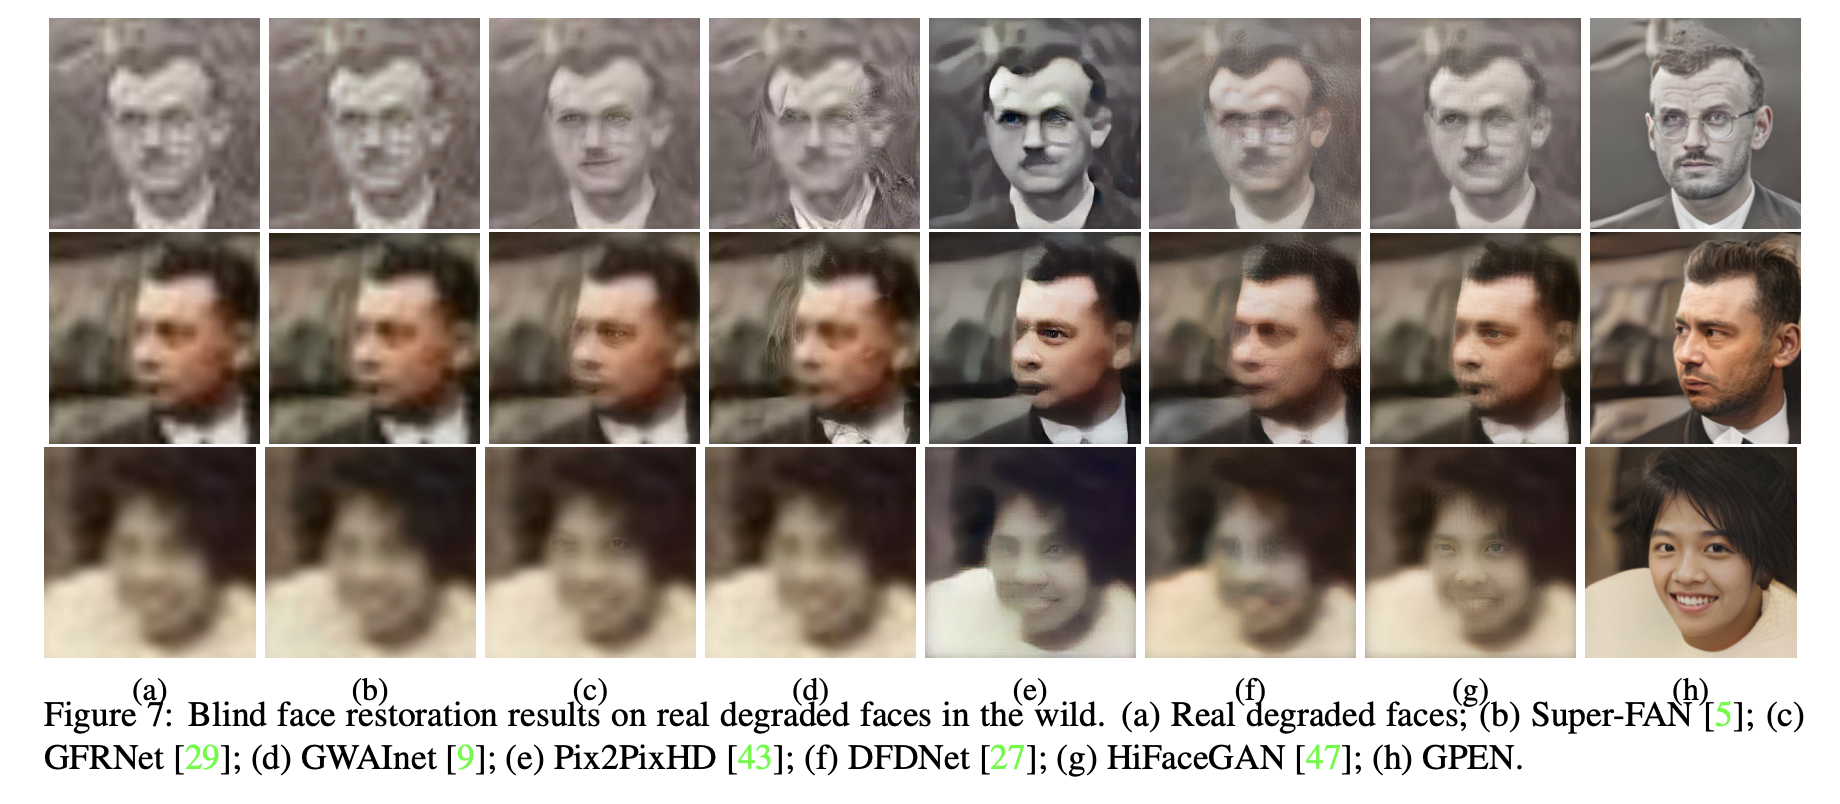 (a) (b) (c) (d) (e) (f) (g) (h)
Figure 7: Blind face restoration results on real degraded faces in the wild. (a) Real degraded faces; (b) Super-FAN [5]; (c)
GFRNet [29]; (d) GWAInet [9]; (e) Pix2PixHD [43]; (f) DFDNet [27]; (g) HiFaceGAN [47]; (h) GPEN.